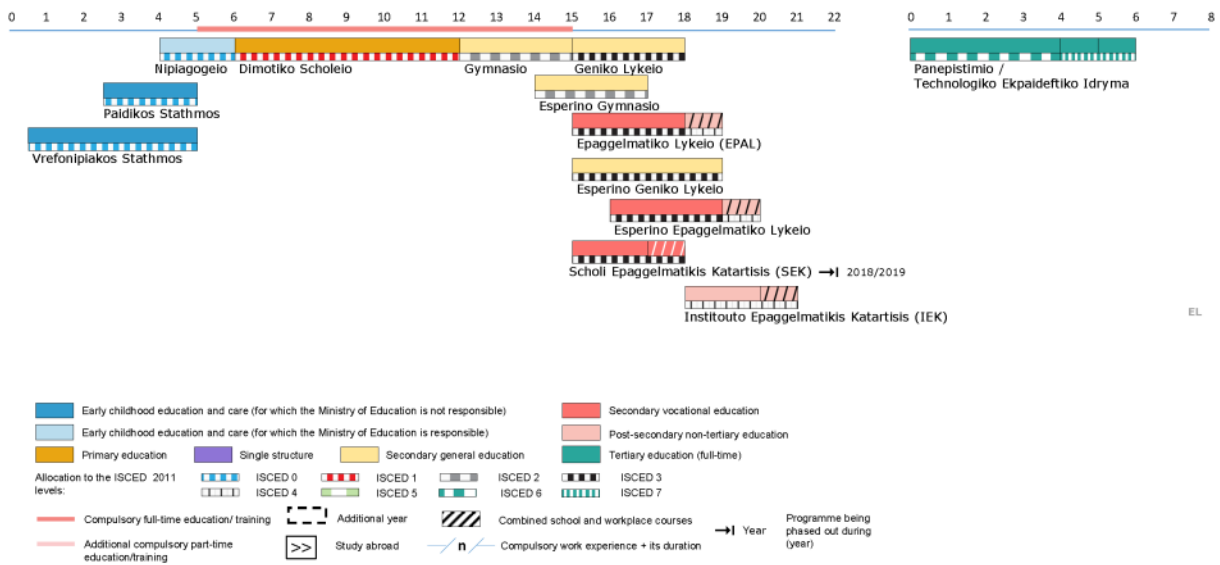 0 1 2 3 4 5 6 7 8 9 10 11 12 13 14 15 16 17 18 19 20 21 22
0 1 2 3 4 5 6 7 8
Nipiagogeio Dimotiko Scholeio Gymnasio Geniko Lykeio
Panepistimio /
Technologiko Ekpaideftiko Idryma
Paidikos Stathmos
Esperino Gymnasio
Vrefonipiakos Stathmos
Epaggelmatiko Lykeio (EPAL)
Esperino Geniko Lykeio
Esperino Epaggelmatiko Lykeio
Scholi Epaggelmatikis Katartisis (SEK) 2018/2019
Institouto Epaggelmatikis Katartisis (IEK)
EL
Early childhood education and care (for which the Ministry of Education is not responsible)
Secondary vocational education
Early childhood education and care (for which the Ministry of Education is responsible)
Post-secondary non-tertiary education
Primary education
Single structure
Secondary general education
Tertiary education (full-time)
Allocation to the ISCED 2011
levels:
ISCED 0 ISCED 1 ISCED 2 ISCED 3
ISCED 4 ISCED 5 ISCED 6 ISCED 7
Compulsory full-time education/ training
Additional year
Combined school and workplace courses
Year
Programme being
phased out during
(year)
Additional compulsory part-time
education/training
>> Study abroad
n Compulsory work experience + its duration